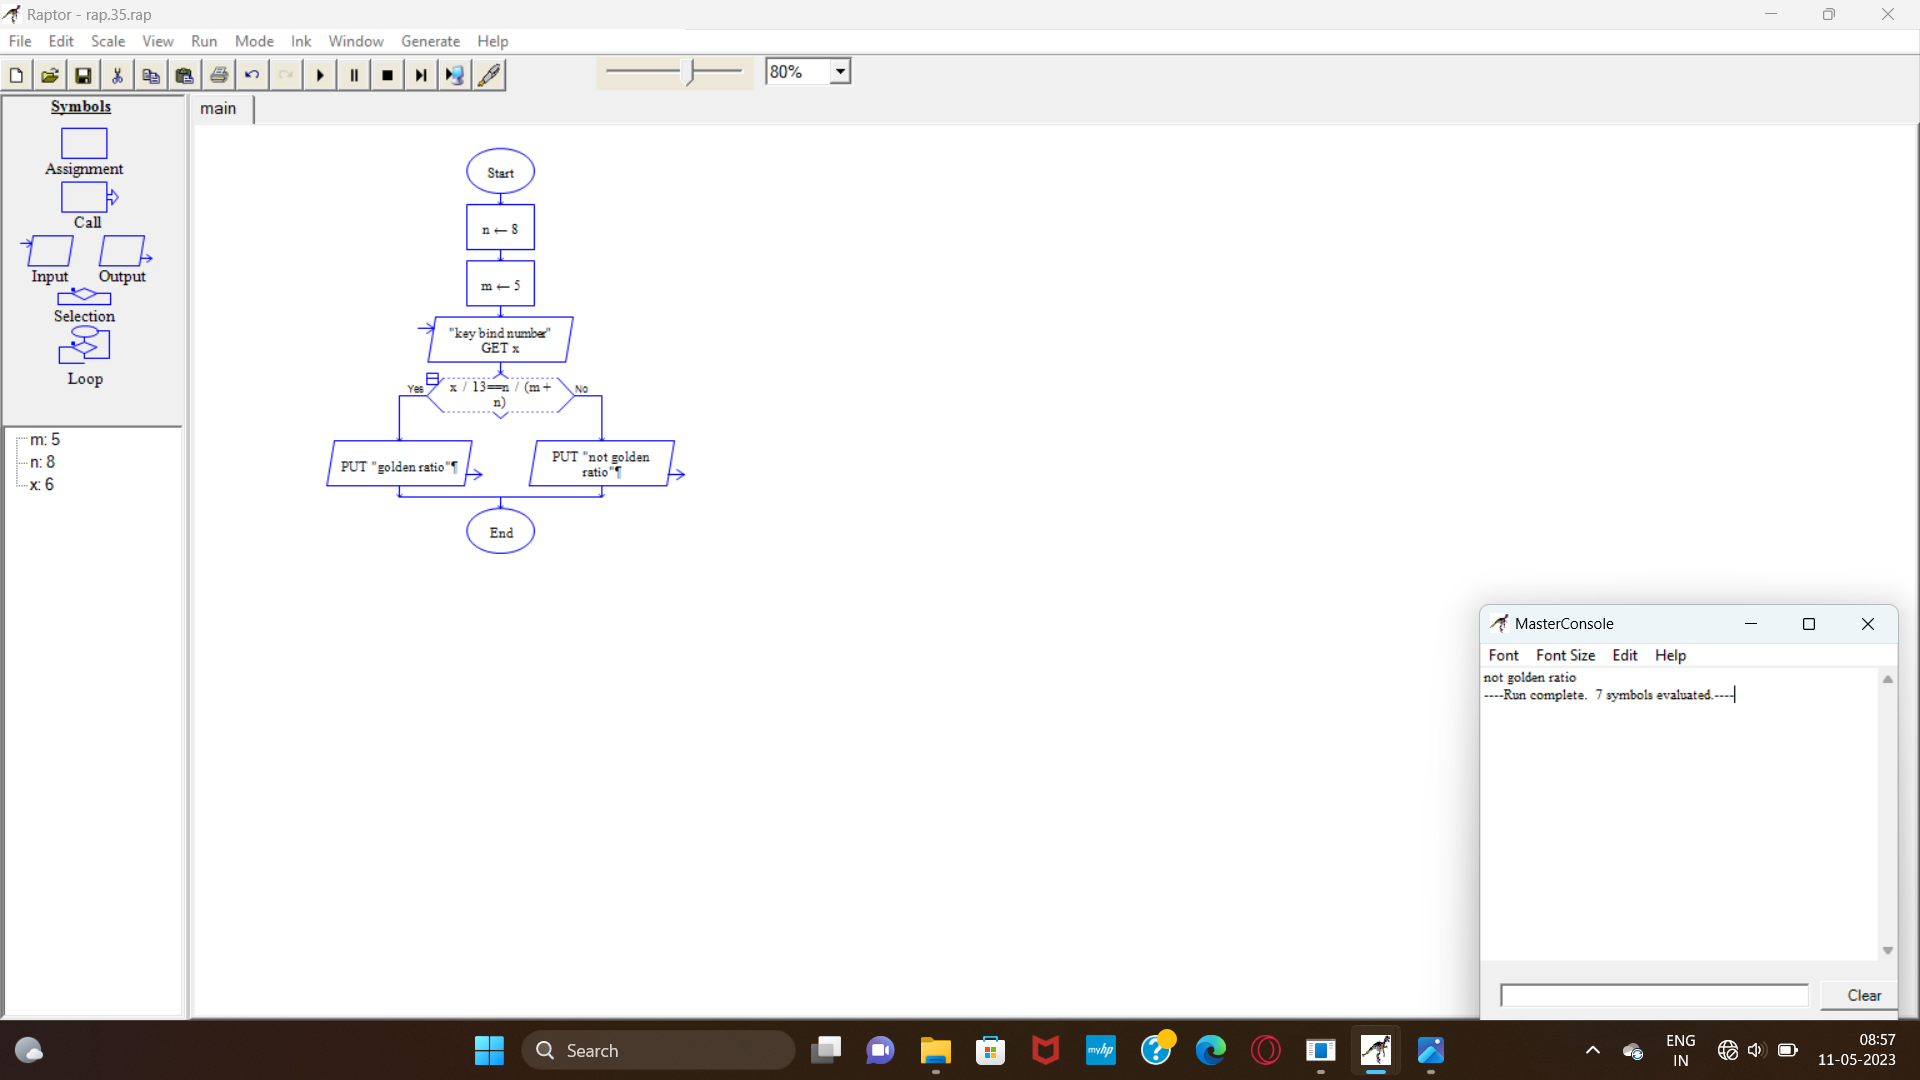 Raptor - rap.35.rap
File Edit Scale View Run Mode Ink Window Generate Help
80%
Symbols
main
Assignment
Call
Input Output
Selection
Loop
m: 5
n: 8
x: 6
Start
n ← 8
m ← 5
"key bind number"
GET x
Yes
x / 13==n / (m +
n)
No
PUT "golden ratio"¶
PUT "not golden
ratio"¶
End
MasterConsole
Font Font Size Edit Help
not golden ratio
----Run complete. 7 symbols evaluated.----
Clear
Search
myhp
ENG
IN
08:57
11-05-2023